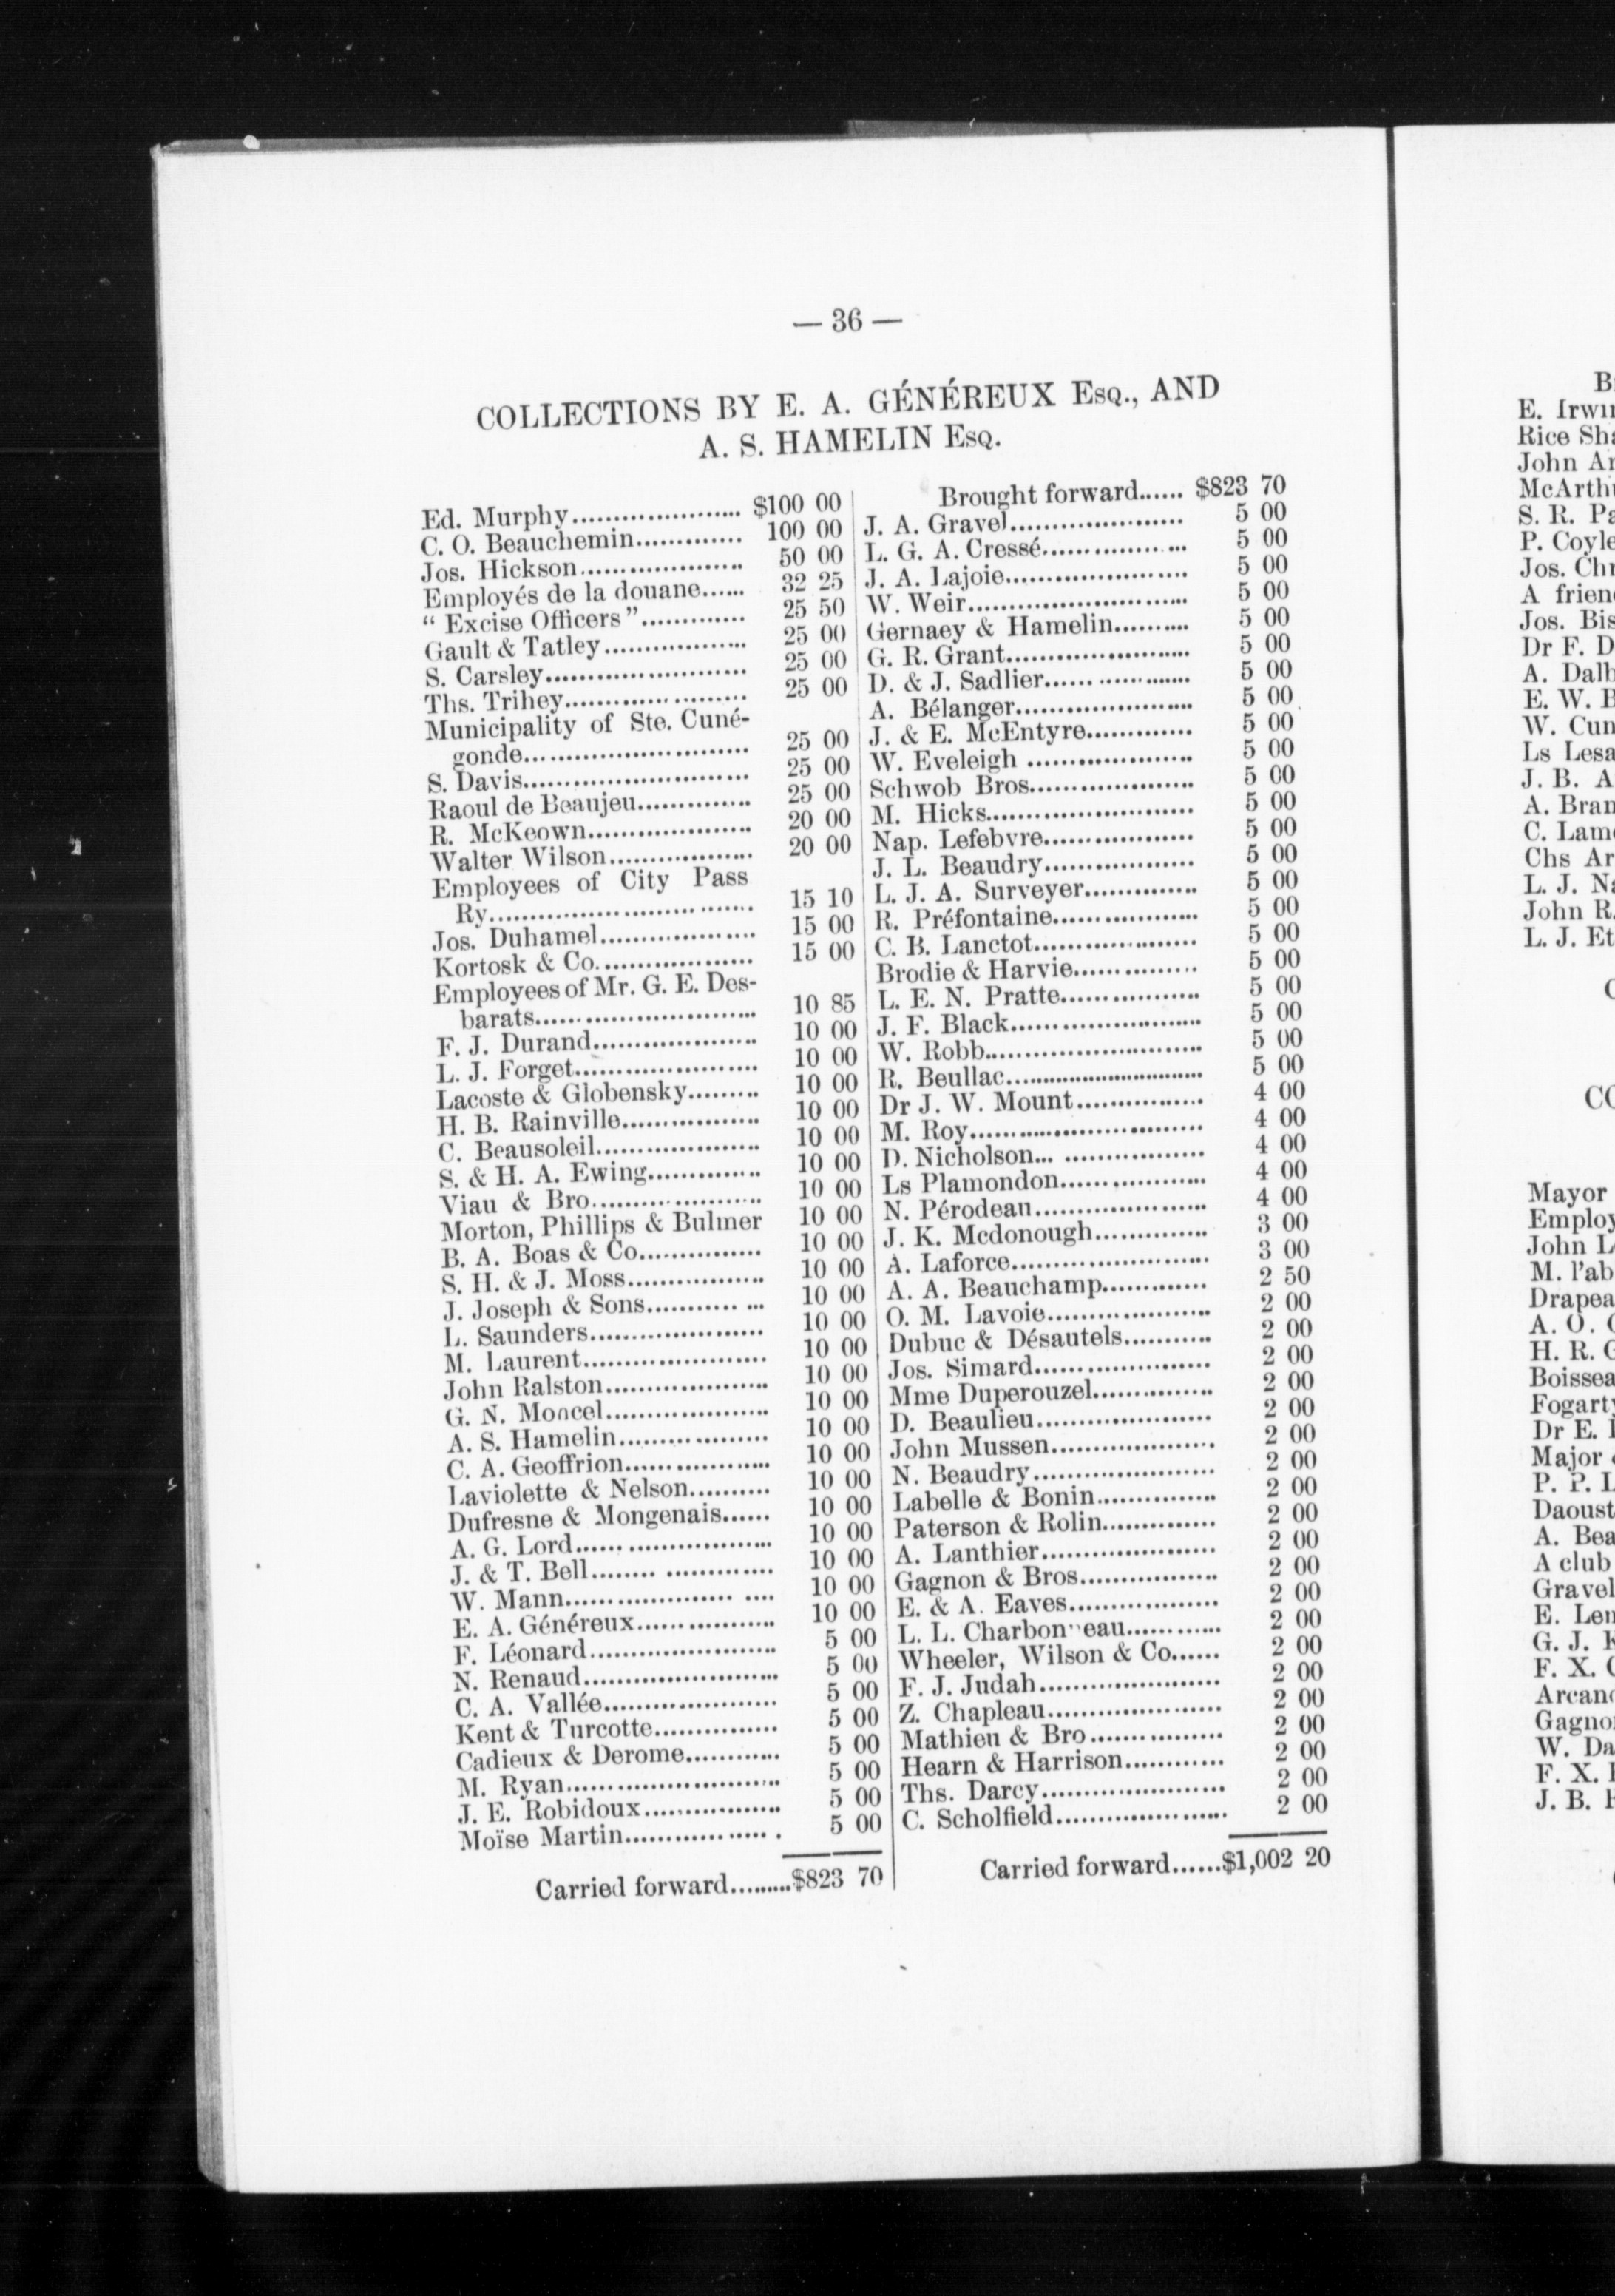 — 36 —
COLLECTIONS BY E. A. GÉNÉREUX Esq., AND
A. S. HAMELIN Esq.
Ed. Murphy..................... $100 00
C. O. Beauchemin............. 100 00
Jos. Hickson.................... 50 00
Employés de la douane...... 32 25
“ Excise Officers ”............. 25 50
Gault & Tatley................. 25 00
S. Carsley........................ 25 00
Ths. Trihey...................... 25 00
Municipality of Ste. Cuné-
gonde........................... 25 00
S. Davis........................... 25 00
Raoul de Beaujeu.............. 25 00
R. McKeown.................... 20 00
Walter Wilson.................. 20 00
Employees of City Pass
Ry................................ 15 10
Jos. Duhamel................... 15 00
Kortosk & Co................... 15 00
Employees of Mr. G. E. Des-
barats........................... 10 85
F. J. Durand.................... 10 00
L. J. Forget...................... 10 00
Lacoste & Globensky......... 10 00
H. B. Rainville................. 10 00
C. Beausoleil.................... 10 00
S. & H. A. Ewing.............. 10 00
Viau & Bro..................... 10 00
Morton, Phillips & Bulmer 10 00
B. A. Boas & Co............... 10 00
S. H. & J. Moss................. 10 00
J. Joseph & Sons.............. 10 00
L. Saunders..................... 10 00
M. Laurent...................... 10 00
John Ralston.................... 10 00
G. N. Moncel.................... 10 00
A. S. Hamelin.................. 10 00
C. A. Geoffrion................. 10 00
Laviolette & Nelson.......... 10 00
Dufresne & Mongenais...... 10 00
A. G. Lord....................... 10 00
J. & T. Bell..................... 10 00
W. Mann........................ 10 00
E. A. Généreux................. 10 00
F. Léonard....................... 5 00
N. Renaud........................ 5 00
C. A. Vallée..................... 5 00
Kent & Turcotte............... 5 00
Cadieux & Derome............ 5 00
M. Ryan.......................... 5 00
J. E. Robidoux................. 5 00
Moïse Martin................... 5 00
Carried forward.........$823 70
Brought forward...... $823 70
J. A. Gravel..................... 5 00
L. G. A. Cressé................. 5 00
J. A. Lajoie...................... 5 00
W. Weir.......................... 5 00
Gernaey & Hamelin.......... 5 00
G. R. Grant...................... 5 00
D. & J. Sadlier................. 5 00
A. Bélanger..................... 5 00
J. & E. McEntyre............. 5 00
W. Eveleigh .................... 5 00
Schwob Bros.................... 5 00
M. Hicks......................... 5 00
Nap. Lefebvre.................. 5 00
J. L. Beaudry.................. 5 00
L. J. A. Surveyer.............. 5 00
R. Préfontaine.................. 5 00
C. B. Lanctot................... 5 00
Brodie & Harvie............... 5 00
L. E. N. Pratte................. 5 00
J. F. Black....................... 5 00
W. Robb.......................... 5 00
R. Beullac........................ 5 00
Dr J. W. Mount............... 4 00
M. Roy............................ 4 00
D. Nicholson... ................. 4 00
Ls Plamondon.................. 4 00
N. Pérodeau..................... 4 00
J. K. Mcdonough.............. 3 00
A. Laforce........................ 3 00
A. A. Beauchamp............. 2 50
O. M. Lavoie.................... 2 00
Dubuc & Désautels........... 2 00
Jos. Simard...................... 2 00
Mme Duperouzel............... 2 00
D. Beaulieu..................... 2 00
John Mussen.................... 2 00
N. Beaudry...................... 2 00
Labelle & Bonin............... 2 00
Paterson & Rolin.............. 2 00
A. Lanthier..................... 2 00
Gagnon & Bros................. 2 00
E. & A. Eaves.................. 2 00
L. L. Charbonneau............ 2 00
Wheeler, Wilson & Co...... 2 00
F. J. Judah...................... 2 00
Z. Chapleau..................... 2 00
Mathieu & Bro................ 2 00
Hearn & Harrison............ 2 00
Ths. Darcy....................... 2 00
C. Scholfield..................... 2 00
Carried forward......$1,002 20
E.
Rice
John
S. R.
P. Coyle
Jos.
A
Jos.
Dr F. D
A.
E. W.
W.
Ls
J. B. A
A.
C.
Chs
L. J.
John R.
L. J.
Mayor
John L
M.
A. O.
H. R.
Dr E.
Major
P. P.
A.
A club
E.
G. J.
F. X.
W.
F. X.
J. B.